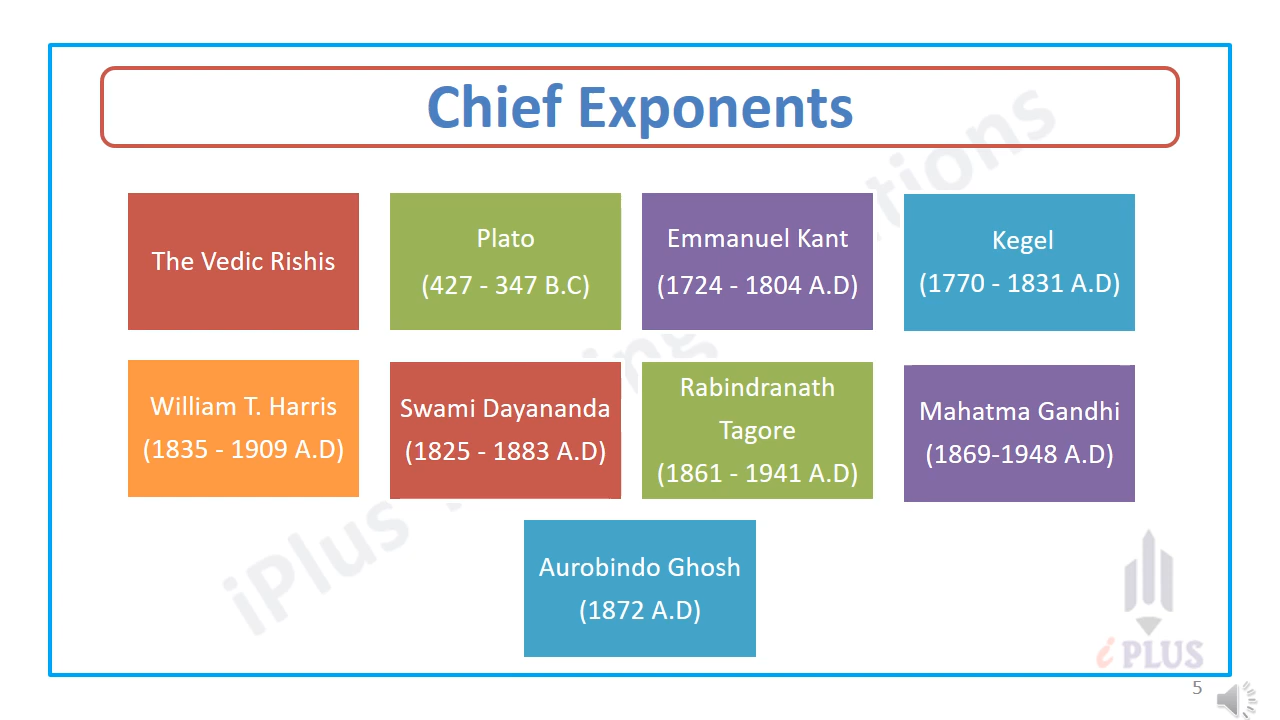 Chief Exponents
The Vedic Rishis
Plato
(427 - 347 B.C)
Emmanuel Kant
(1724 - 1804 A.D)
Kegel
(1770 - 1831 A.D)
William T. Harris
(1835 - 1909 A.D)
Swami Dayananda
(1825 - 1883 A.D)
Rabindranath
Tagore
(1861 - 1941 A.D)
Mahatma Gandhi
(1869-1948 A.D)
Aurobindo Ghosh
(1872 A.D)
iPlus
i PLUS
5